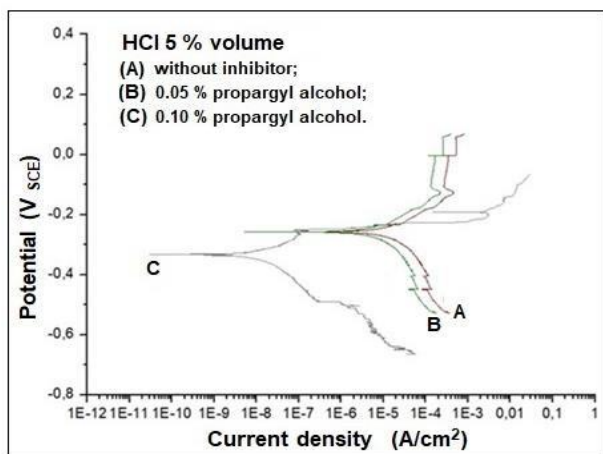 HCl 5 % volume
(A) without inhibitor;
(B) 0.05 % propargyl alcohol;
(C) 0.10 % propargyl alcohol.
0,4
0,2
0,0
-0,2
-0,4
-0,6
-0,8
Potential (V SCE)
C
B
A
1E-12 1E-11 1E-10 1E-9 1E-8 1E-7 1E-6 1E-5 1E-4 1E-3 0,01 0,1 1
Current density (A/cm²)